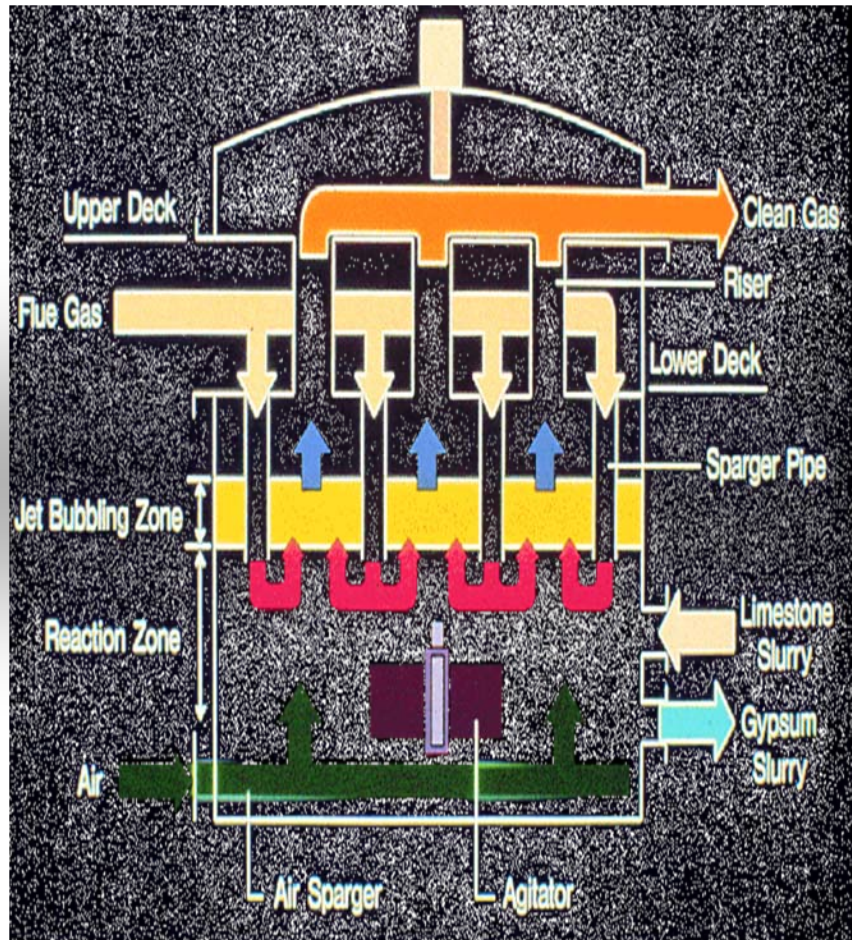 Upper Deck
Clean Gas
Riser
Flue Gas
Lower Deck
Sparger Pipe
Jet Bubbling Zone
Limestone
Slurry
Reaction Zone
Gypsum
Slurry
Air
Air Sparger
Agitator